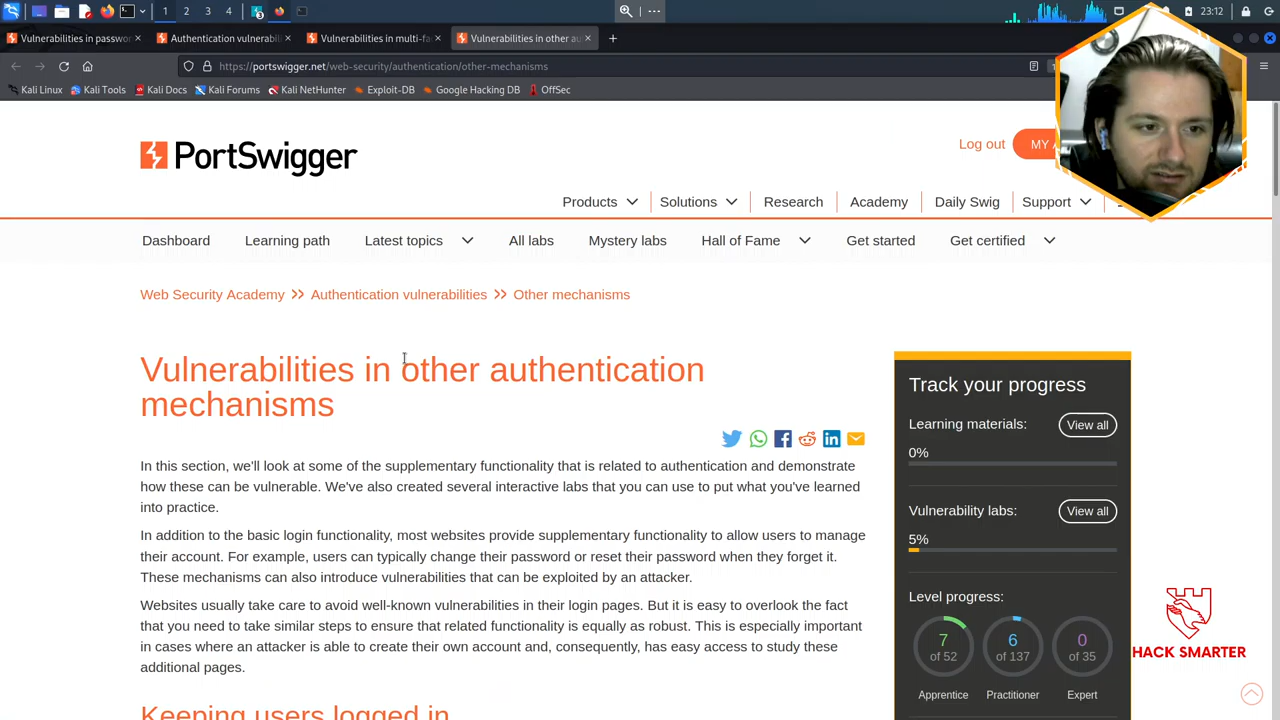 1 2 3 4
23:12
Vulnerabilities in passwo
Authentication vulnerabil
Vulnerabilities in multi-fa
Vulnerabilities in other au
https://portswigger.net/web-security/authentication/other-mechanisms
Kali Linux Kali Tools Kali Docs Kali Forums Kali NetHunter Exploit-DB Google Hacking DB OffSec
PortSwigger
Log out
MY
Products Solutions Research Academy Daily Swig Support
Dashboard Learning path Latest topics All labs Mystery labs Hall of Fame Get started Get certified
Web Security Academy >> Authentication vulnerabilities >> Other mechanisms
Vulnerabilities in other authentication
mechanisms
In this section, we'll look at some of the supplementary functionality that is related to authentication and demonstrate
how these can be vulnerable. We've also created several interactive labs that you can use to put what you've learned
into practice.
In addition to the basic login functionality, most websites provide supplementary functionality to allow users to manage
their account. For example, users can typically change their password or reset their password when they forget it.
These mechanisms can also introduce vulnerabilities that can be exploited by an attacker.
Websites usually take care to avoid well-known vulnerabilities in their login pages. But it is easy to overlook the fact
that you need to take similar steps to ensure that related functionality is equally as robust. This is especially important
in cases where an attacker is able to create their own account and, consequently, has easy access to study these
additional pages.
Keeping users logged in
Track your progress
Learning materials: View all
0%
Vulnerability labs: View all
5%
Level progress:
7 6 0
of 52 of 137 of 35
Apprentice Practitioner Expert
HACK SMARTER